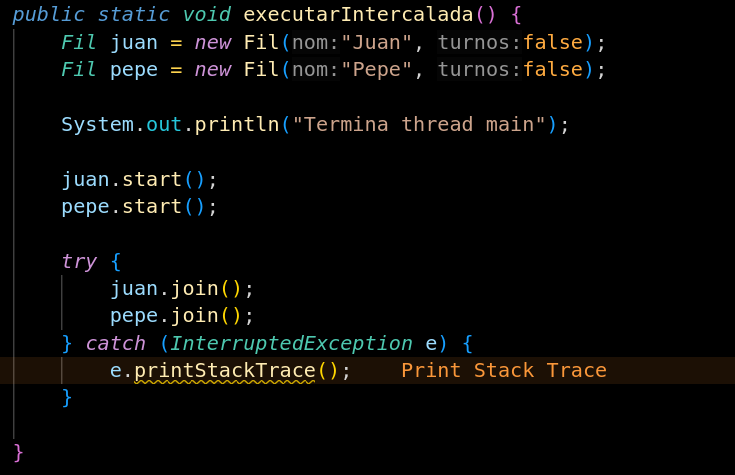 public static void executarIntercalada() {
    Fil juan = new Fil(nom:"Juan", turnos:false);
    Fil pepe = new Fil(nom:"Pepe", turnos:false);

    System.out.println("Termina thread main");

    juan.start();
    pepe.start();

    try {
        juan.join();
        pepe.join();
    } catch (InterruptedException e) {
        e.printStackTrace();    Print Stack Trace
    }

}